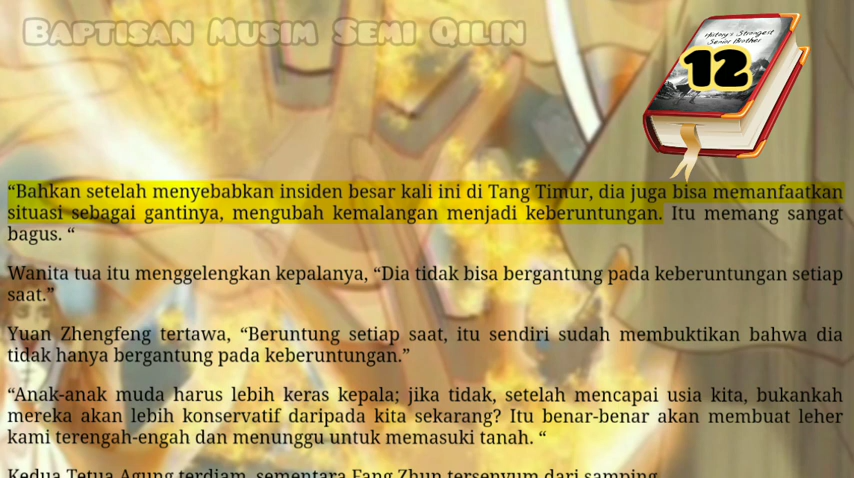 Baptisan Musim Semi Qilin
History's Strongest
Senior Brother
12
“Bahkan setelah menyebabkan insiden besar kali ini di Tang Timur, dia juga bisa memanfaatkan
situasi sebagai gantinya, mengubah kemalangan menjadi keberuntungan. Itu memang sangat
bagus. “
Wanita tua itu menggelengkan kepalanya, “Dia tidak bisa bergantung pada keberuntungan setiap
saat.”
Yuan Zhengfeng tertawa, “Beruntung setiap saat, itu sendiri sudah membuktikan bahwa dia
tidak hanya bergantung pada keberuntungan.”
“Anak-anak muda harus lebih keras kepala; jika tidak, setelah mencapai usia kita, bukankah
mereka akan lebih konservatif daripada kita sekarang? Itu benar-benar akan membuat leher
kami terengah-engah dan menunggu untuk memasuki tanah. “
Kedua Tetua Agung terdiam, sementara Fang Zhun tersenyum dari samping.